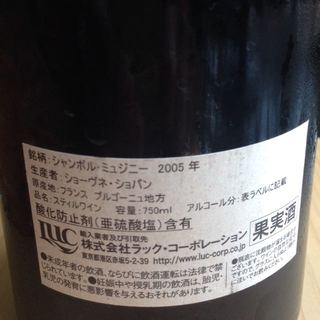 銘柄：シャンボル・ミュジニー 2005 年
生産者：ショーヴネ・ショパン
原産地：フランス ブルゴーニュ地方
品目：スティルワイン 容量：750ml アルコール分：表ラベルに記載
酸化防止剤(亜硫酸塩)含有
果実酒
LUC
輸入業者及び引取先
株式会社ラック・コーポレーション
東京都港区赤坂5-2-39 http://www.luc-corp.co.jp
●未成年者の飲酒、ならびに飲酒運転は法律で禁
じられています。●妊娠中や授乳期の飲酒は、胎児・
乳児の発育に悪影響を与えるおそれがあります。